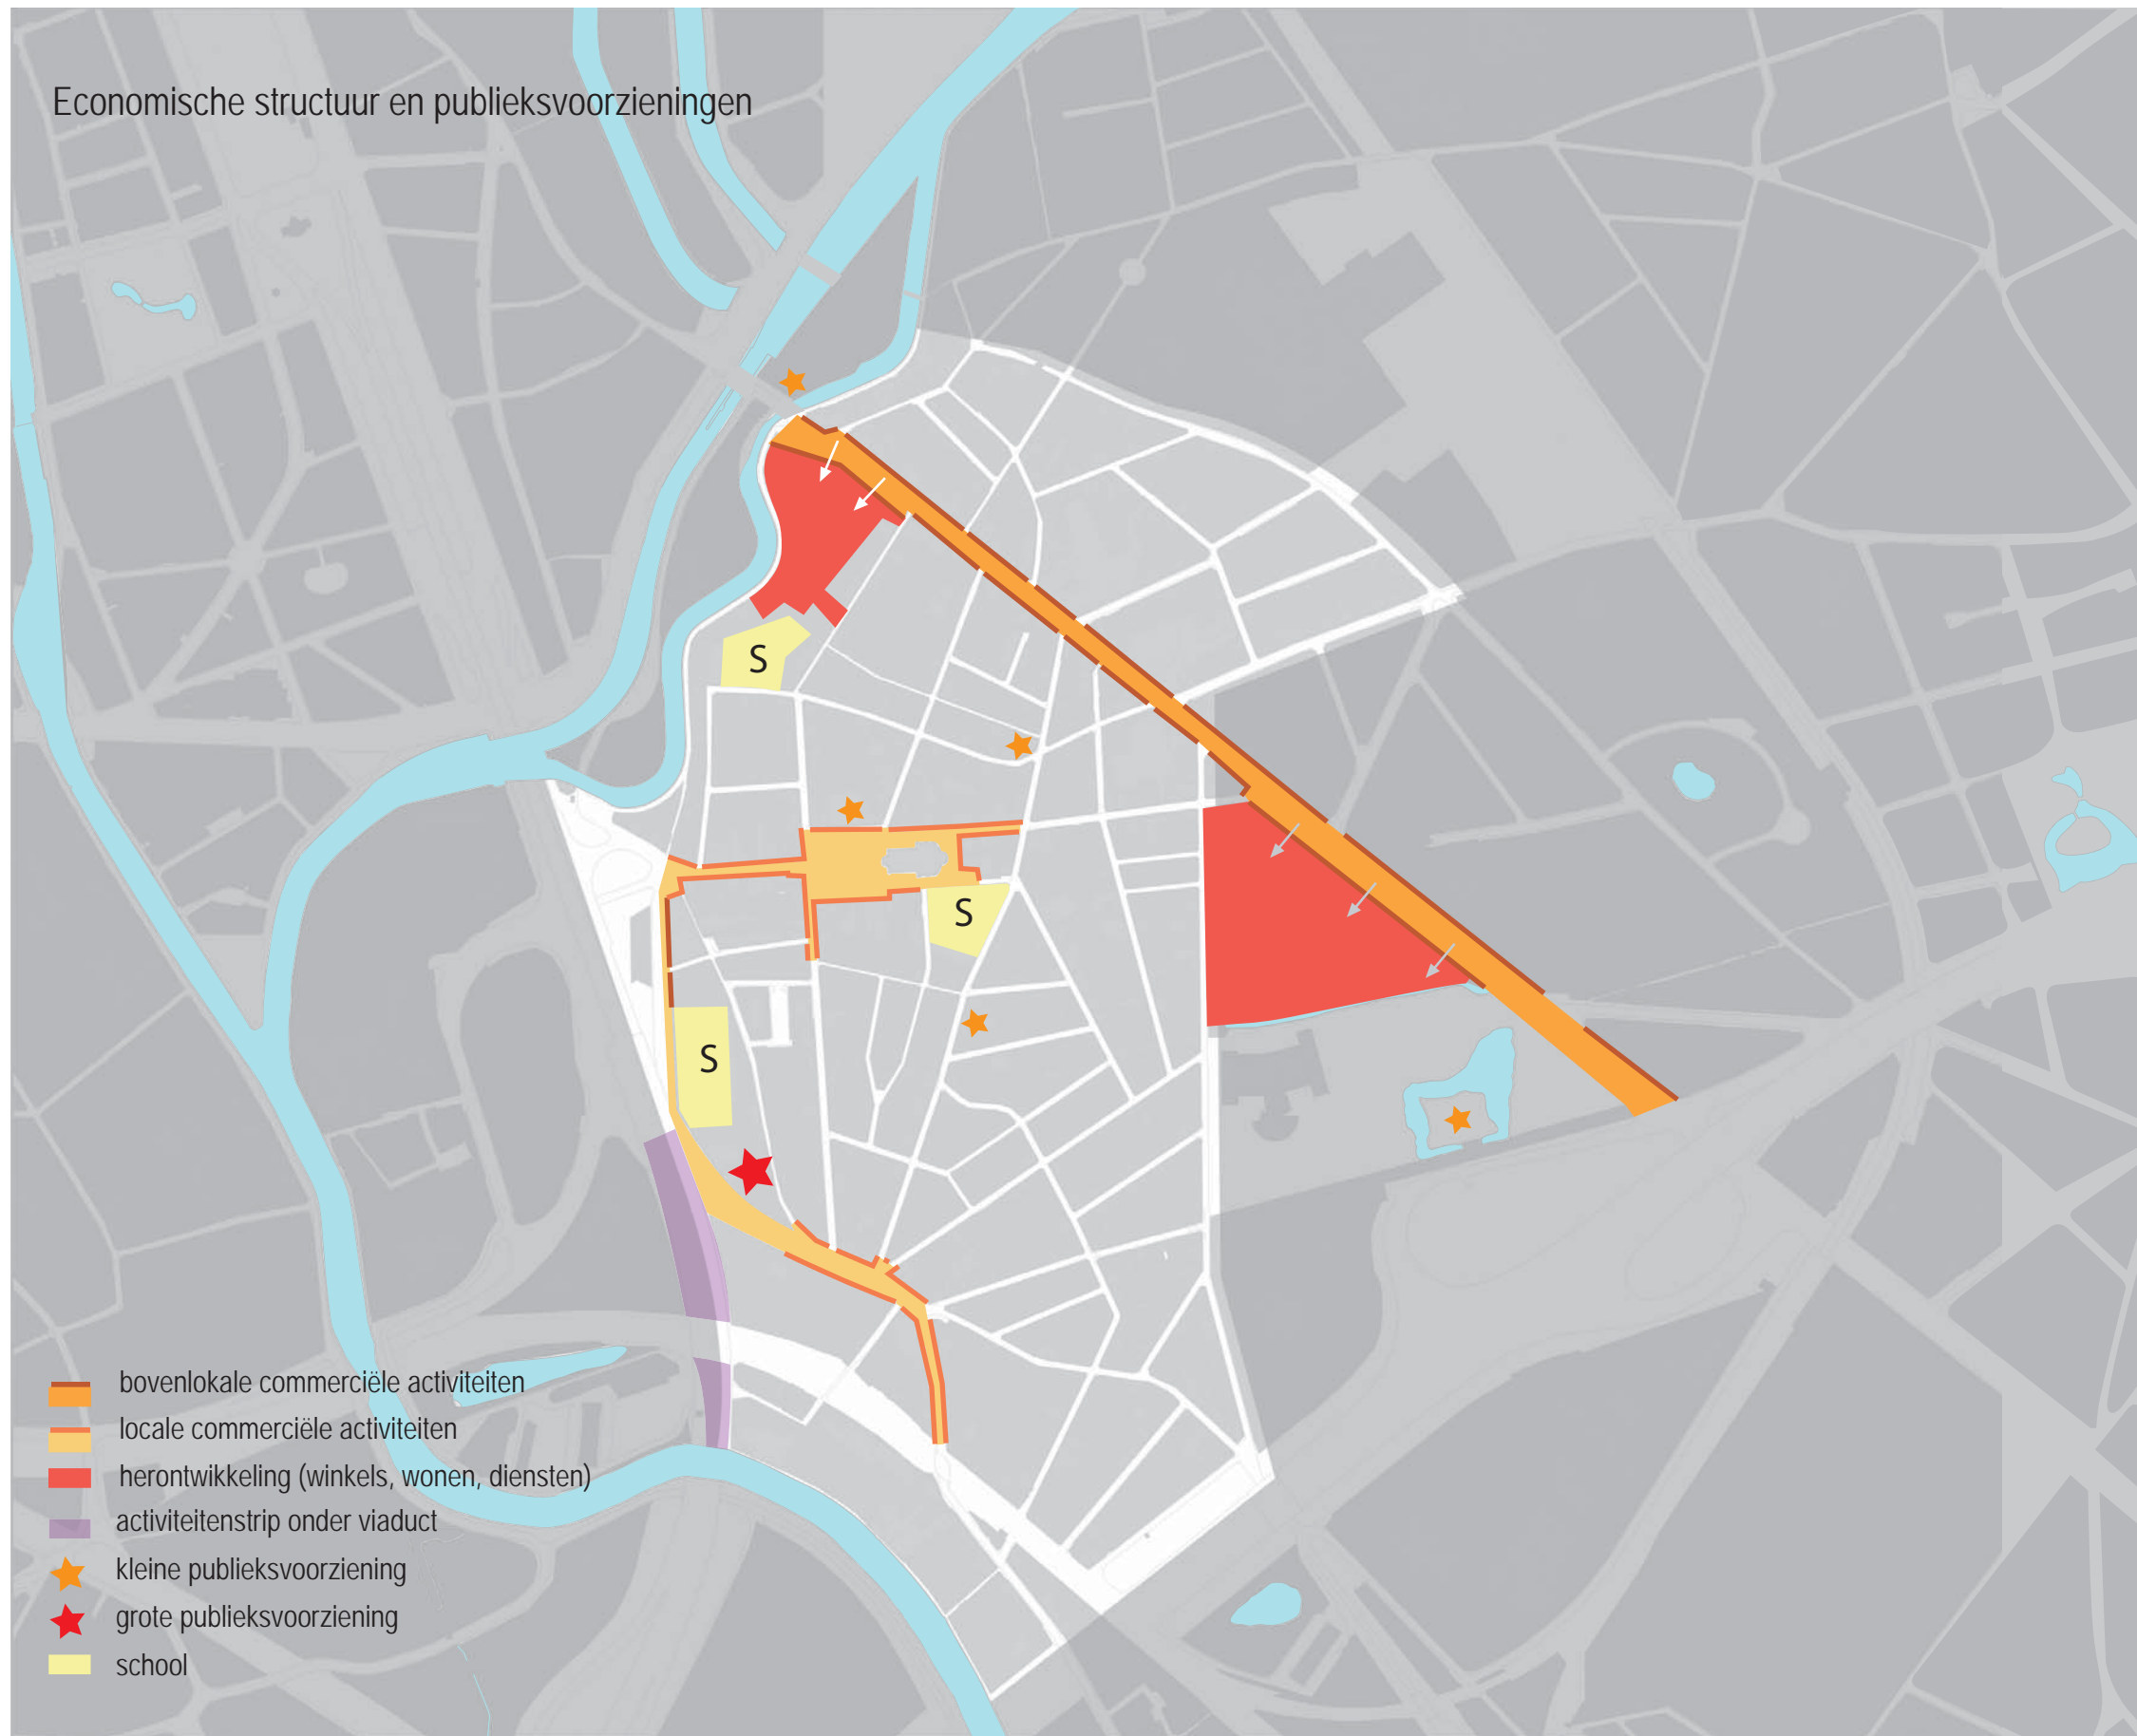 Economische structuur en publieksvoorzieningen
S
S
S
bovenlokale commerciële activiteiten
locale commerciële activiteiten
herontwikkeling (winkels, wonen, diensten)
activiteitenstrip onder viaduct
kleine publieksvoorziening
grote publieksvoorziening
school